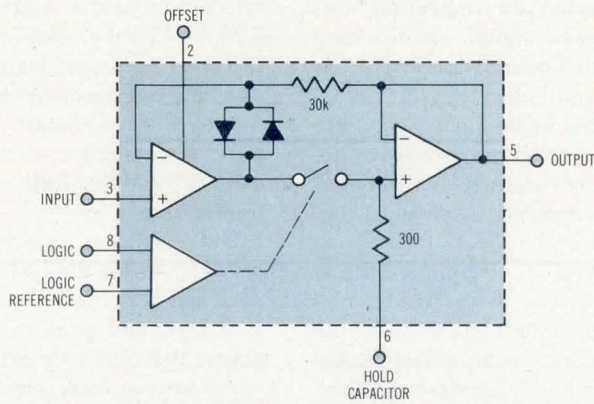 OFFSET
2
30k
−
5
OUTPUT
−
+
INPUT
3
+
LOGIC
8
300
LOGIC
REFERENCE
7
6
HOLD
CAPACITOR